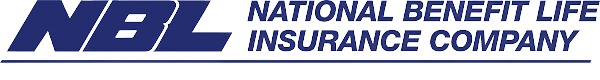 NBL NATIONAL BENEFIT LIFE
INSURANCE COMPANY